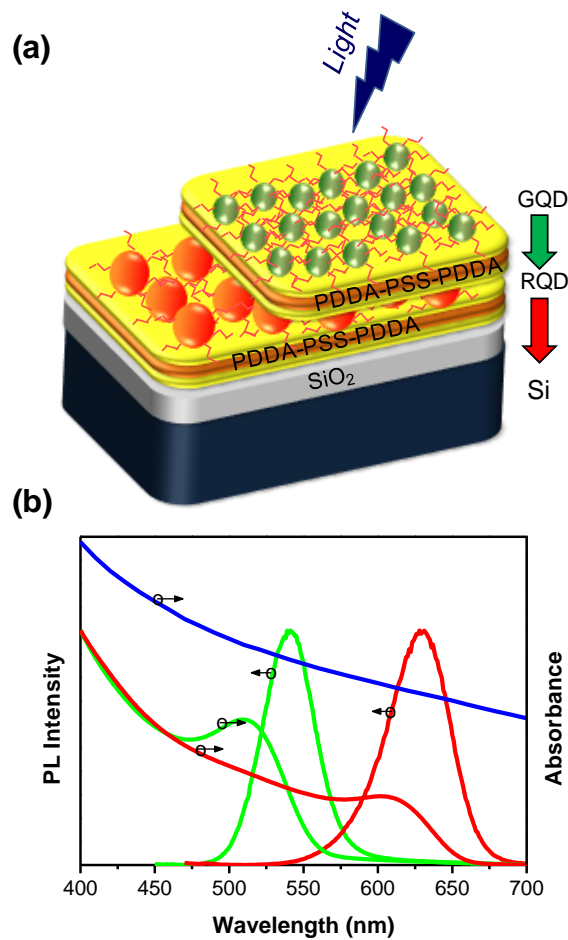 (a)
Light
GQD
RQD
Si
PDDA-PSS-PDDA
PDDA-PSS-PDDA
SiO₂
(b)
PL Intensity
Absorbance
400 450 500 550 600 650 700
Wavelength (nm)